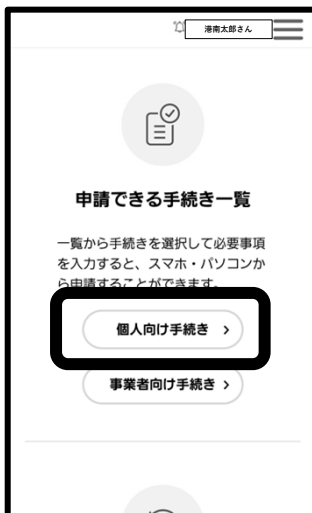 港南太郎さん
申請できる手続き一覧
一覧から手続きを選択して必要事項
を入力すると、スマホ・パソコンか
ら申請することができます。
個人向け手続き
事業者向け手続き